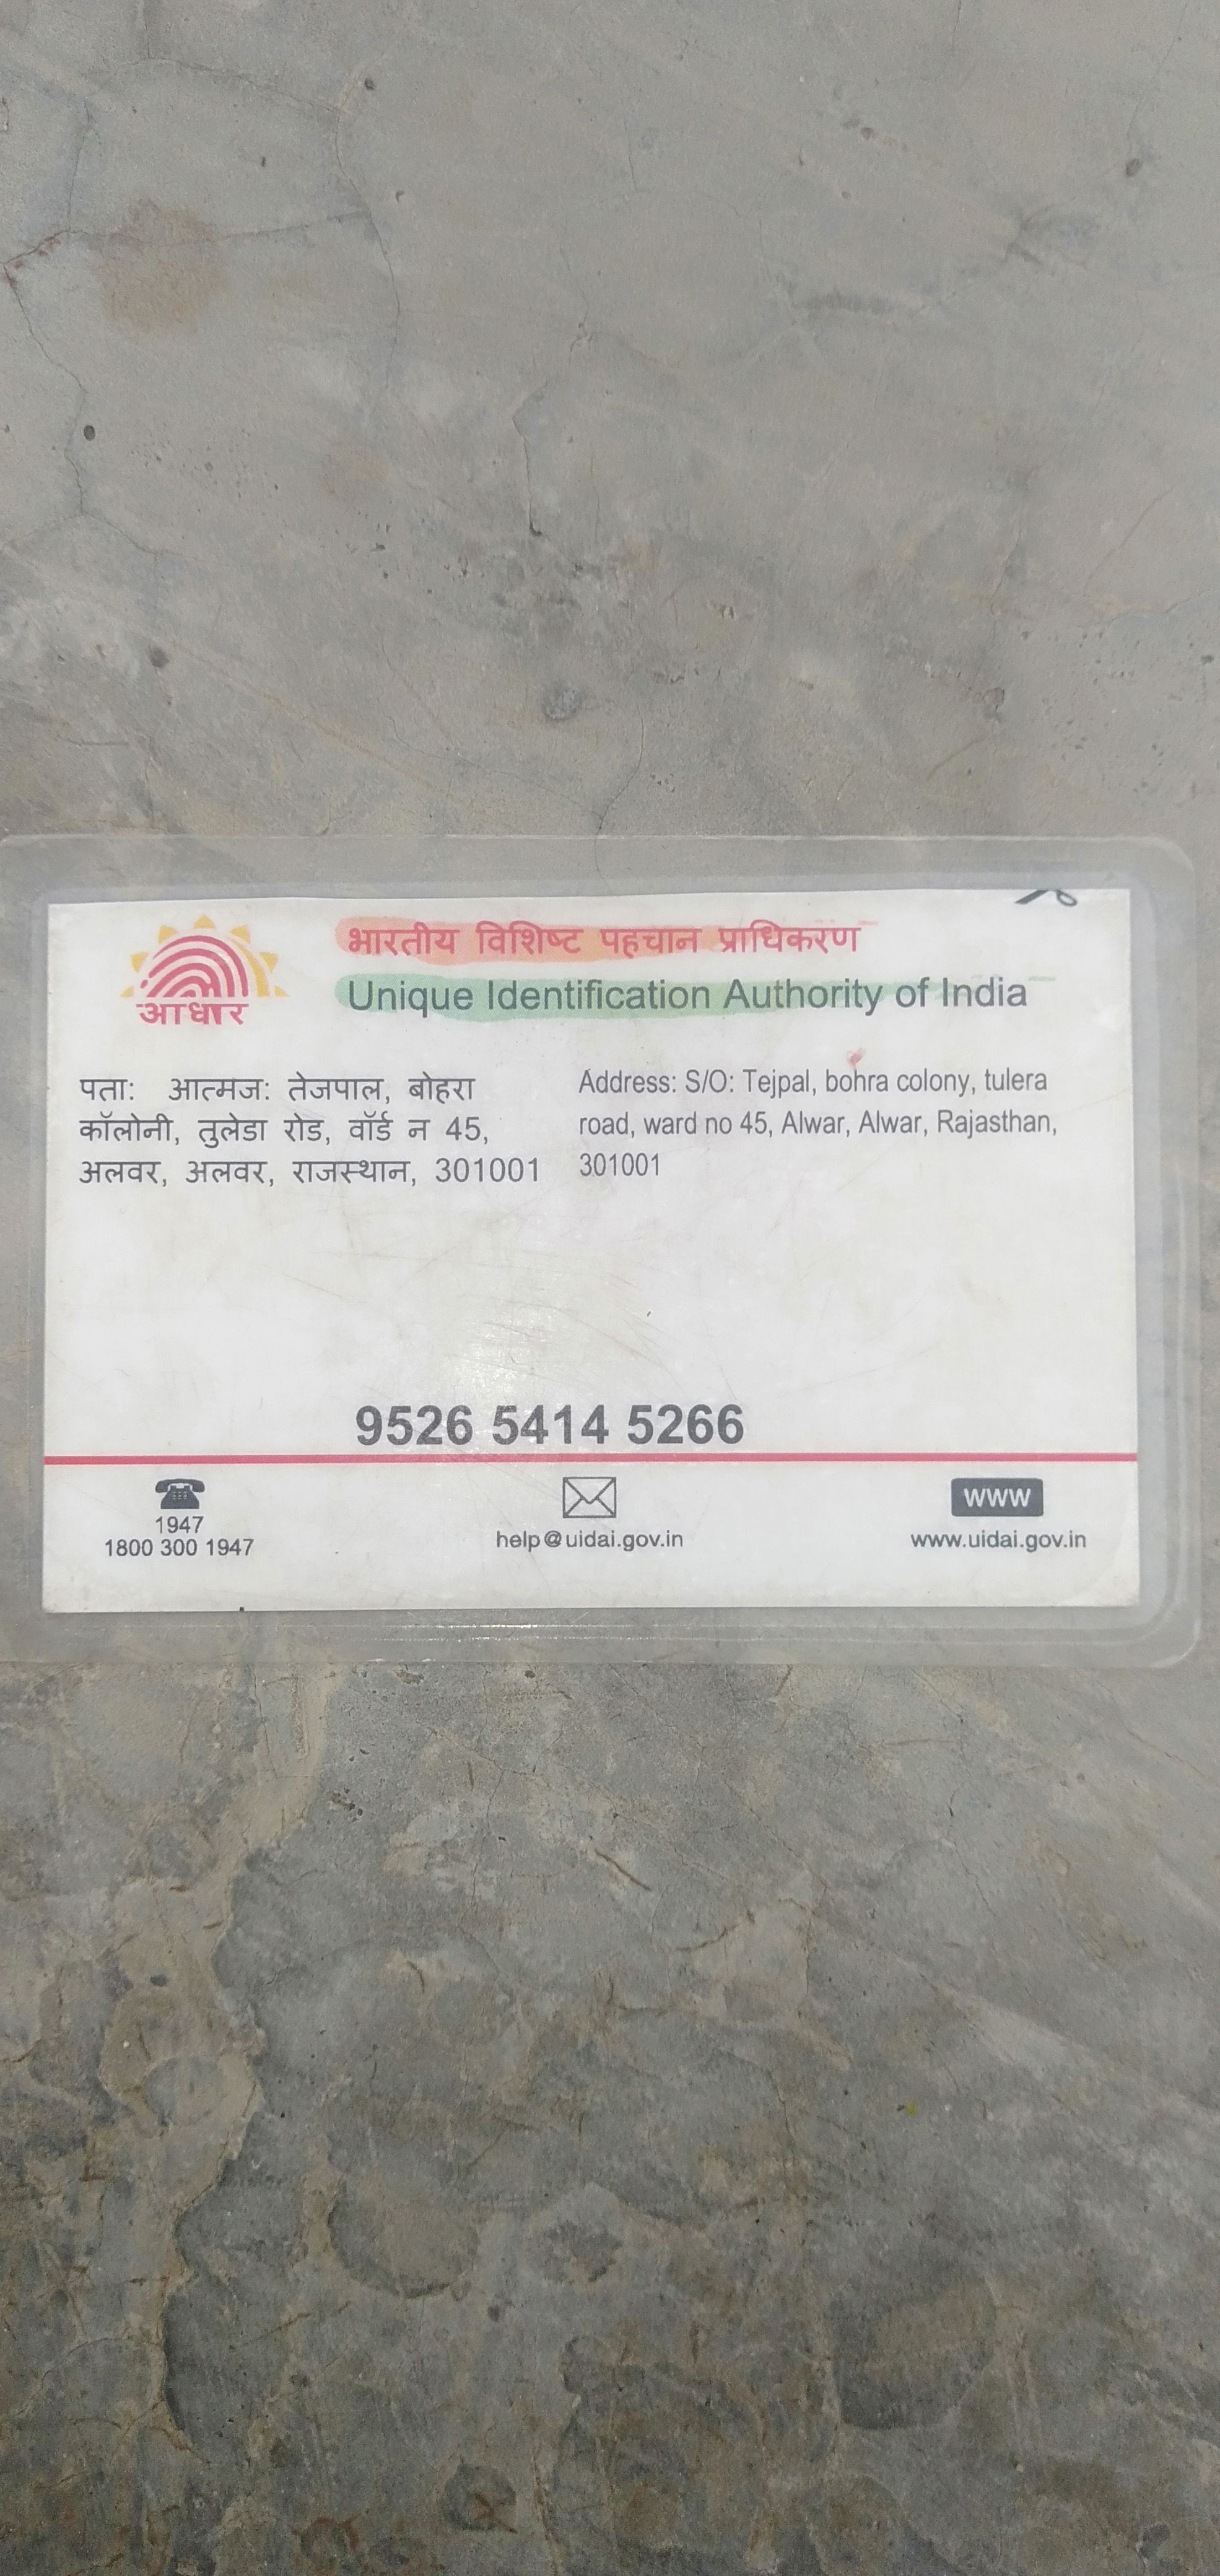 आधार
भारतीय विशिष्ट पहचान प्राधिकरण
Unique Identification Authority of India
पता: आत्मज: तेजपाल, बोहरा
कॉलोनी, तुलेडा रोड, वॉर्ड न 45,
अलवर, अलवर, राजस्थान, 301001
Address: S/O: Tejpal, bohra colony, tulera
road, ward no 45, Alwar, Alwar, Rajasthan,
301001
9526 5414 5266
1947
1800 300 1947
help@uidai.gov.in
www
www.uidai.gov.in